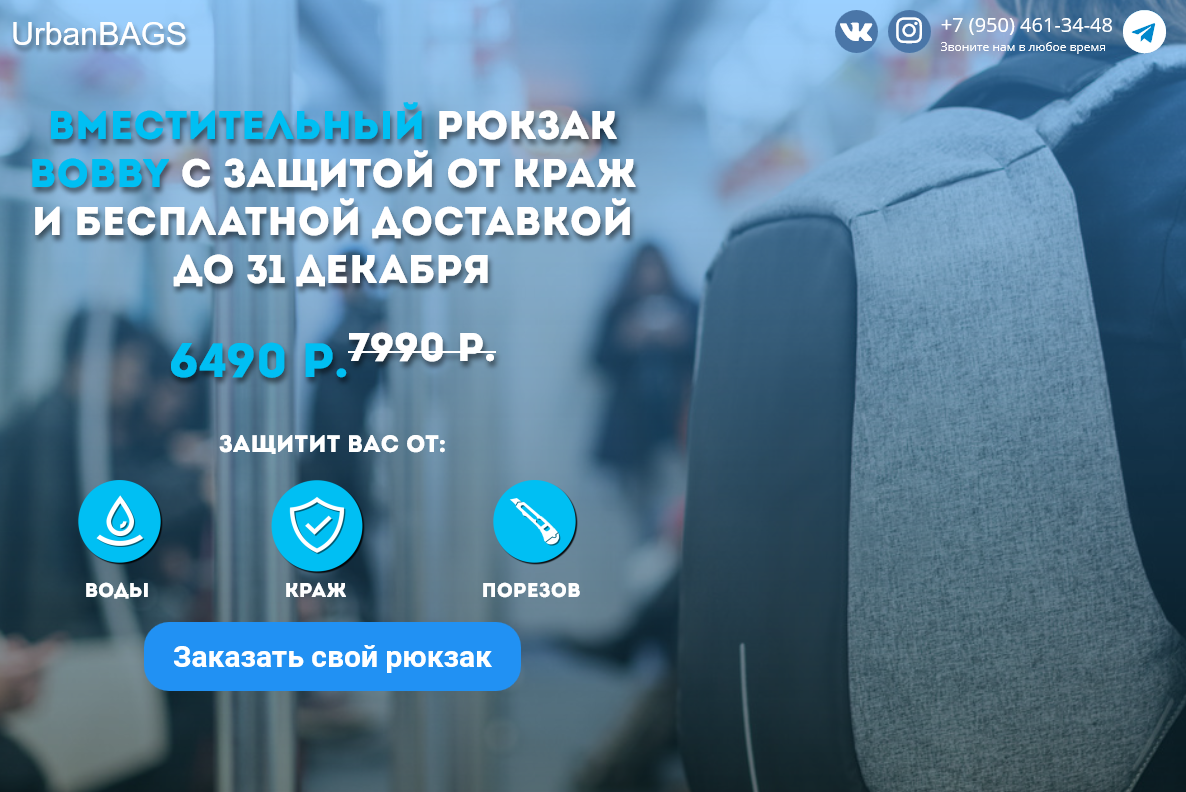 UrbanBAGS
+7 (950) 461-34-48
Звоните нам в любое время
ВМЕСТИТЕЛЬНЫЙ РЮКЗАК
BOBBY С ЗАЩИТОЙ ОТ КРАЖ
И БЕСПЛАТНОЙ ДОСТАВКОЙ
ДО 31 ДЕКАБРЯ
6490 Р. 7990 Р.
ЗАЩИТИТ ВАС ОТ:
ВОДЫ КРАЖ ПОРЕЗОВ
Заказать свой рюкзак